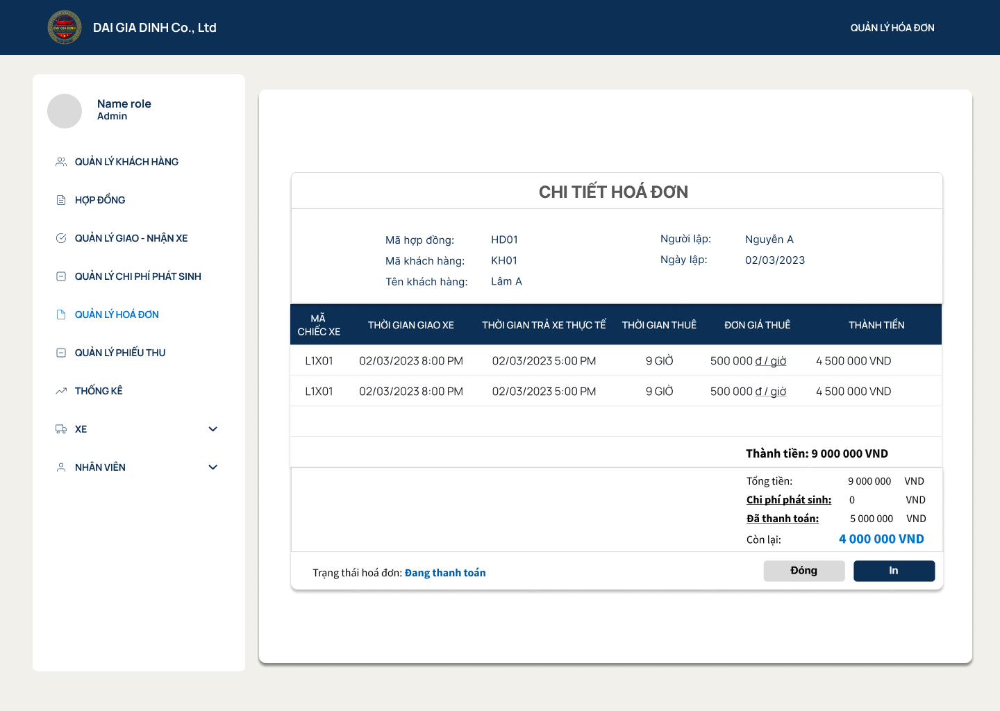 DAI GIA DINH
DAI GIA DINH Co., Ltd
QUẢN LÝ HÓA ĐƠN
Name role
Admin
QUẢN LÝ KHÁCH HÀNG
HỢP ĐỒNG
QUẢN LÝ GIAO - NHẬN XE
QUẢN LÝ CHI PHÍ PHÁT SINH
QUẢN LÝ HOÁ ĐƠN
QUẢN LÝ PHIẾU THU
THỐNG KÊ
XE
NHÂN VIÊN
CHI TIẾT HOÁ ĐƠN
Mã hợp đồng: HD01
Mã khách hàng: KH01
Tên khách hàng: Lâm A
Người lập: Nguyễn A
Ngày lập: 02/03/2023
MÃ
CHIẾC XE
THỜI GIAN GIAO XE
THỜI GIAN TRẢ XE THỰC TẾ
THỜI GIAN THUÊ
ĐƠN GIÁ THUÊ
THÀNH TIỀN
L1X01 02/03/2023 8:00 PM 02/03/2023 5:00 PM 9 GIỜ 500 000 đ / giờ 4 500 000 VND
L1X01 02/03/2023 8:00 PM 02/03/2023 5:00 PM 9 GIỜ 500 000 đ / giờ 4 500 000 VND
Thành tiền: 9 000 000 VND
Tổng tiền: 9 000 000 VND
Chi phí phát sinh: 0 VND
Đã thanh toán: 5 000 000 VND
Còn lại: 4 000 000 VND
Trạng thái hoá đơn: Đang thanh toán
Đóng
In